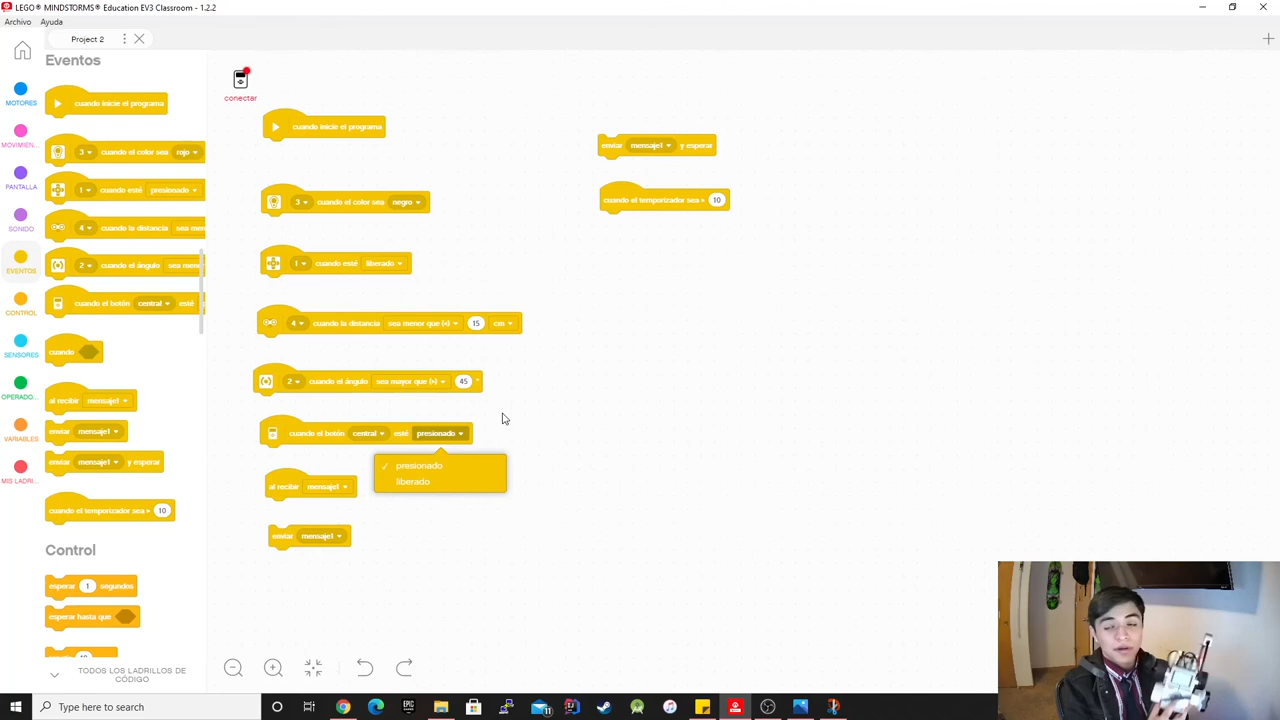 LEGO® MINDSTORMS® Education EV3 Classroom - 1.2.2
Archivo Ayuda
Project 2
Eventos
MOTORES
MOVIMIEN...
PANTALLA
SONIDO
EVENTOS
CONTROL
SENSORES
OPERADO...
VARIABLES
MIS LADRI...
cuando inicie el programa
3 cuando el color sea rojo
1 cuando esté presionado
4 cuando la distancia sea men
2 cuando el ángulo sea meno
cuando el botón central esté
cuando
al recibir mensaje1
enviar mensaje1
enviar mensaje1 y esperar
cuando el temporizador sea > 10
Control
esperar 1 segundos
esperar hasta que
TODOS LOS LADRILLOS DE
CÓDIGO
conectar
cuando inicie el programa
3 cuando el color sea negro
1 cuando esté liberado
4 cuando la distancia sea menor que (<) 15 cm
2 cuando el ángulo sea mayor que (>) 45 °
cuando el botón central esté presionado
✓ presionado
liberado
al recibir mensaje1
enviar mensaje1
enviar mensaje1 y esperar
cuando el temporizador sea > 10
Type here to search
EPIC
GAMES
11